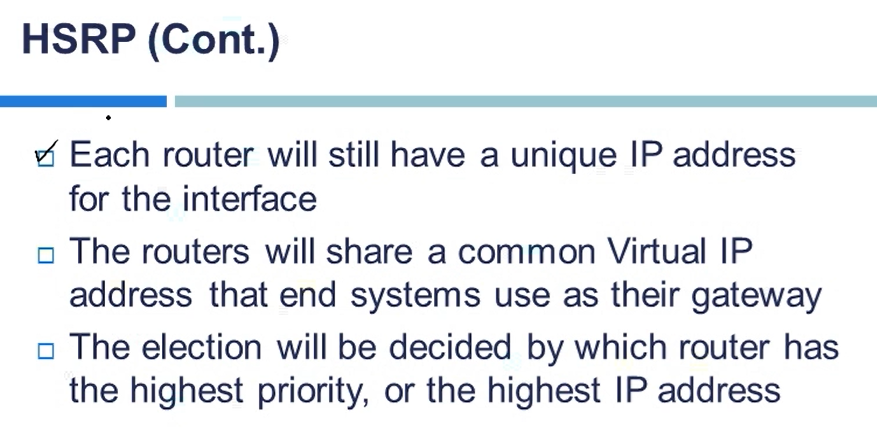 HSRP (Cont.)
Each router will still have a unique IP address
for the interface
The routers will share a common Virtual IP
address that end systems use as their gateway
The election will be decided by which router has
the highest priority, or the highest IP address